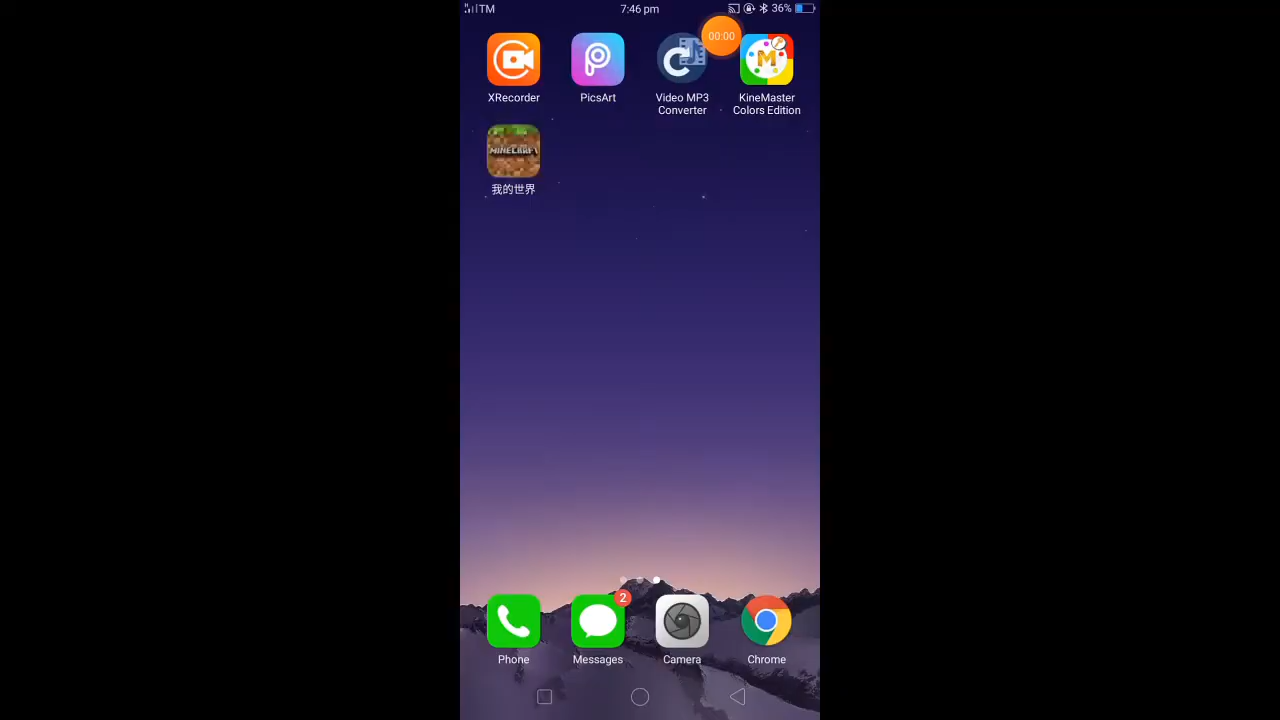 TM 7:46 pm 36%
00:00
M
XRecorder PicsArt Video MP3 Converter KineMaster Colors Edition
MINECRAFT
我的世界
2
Phone Messages Camera Chrome